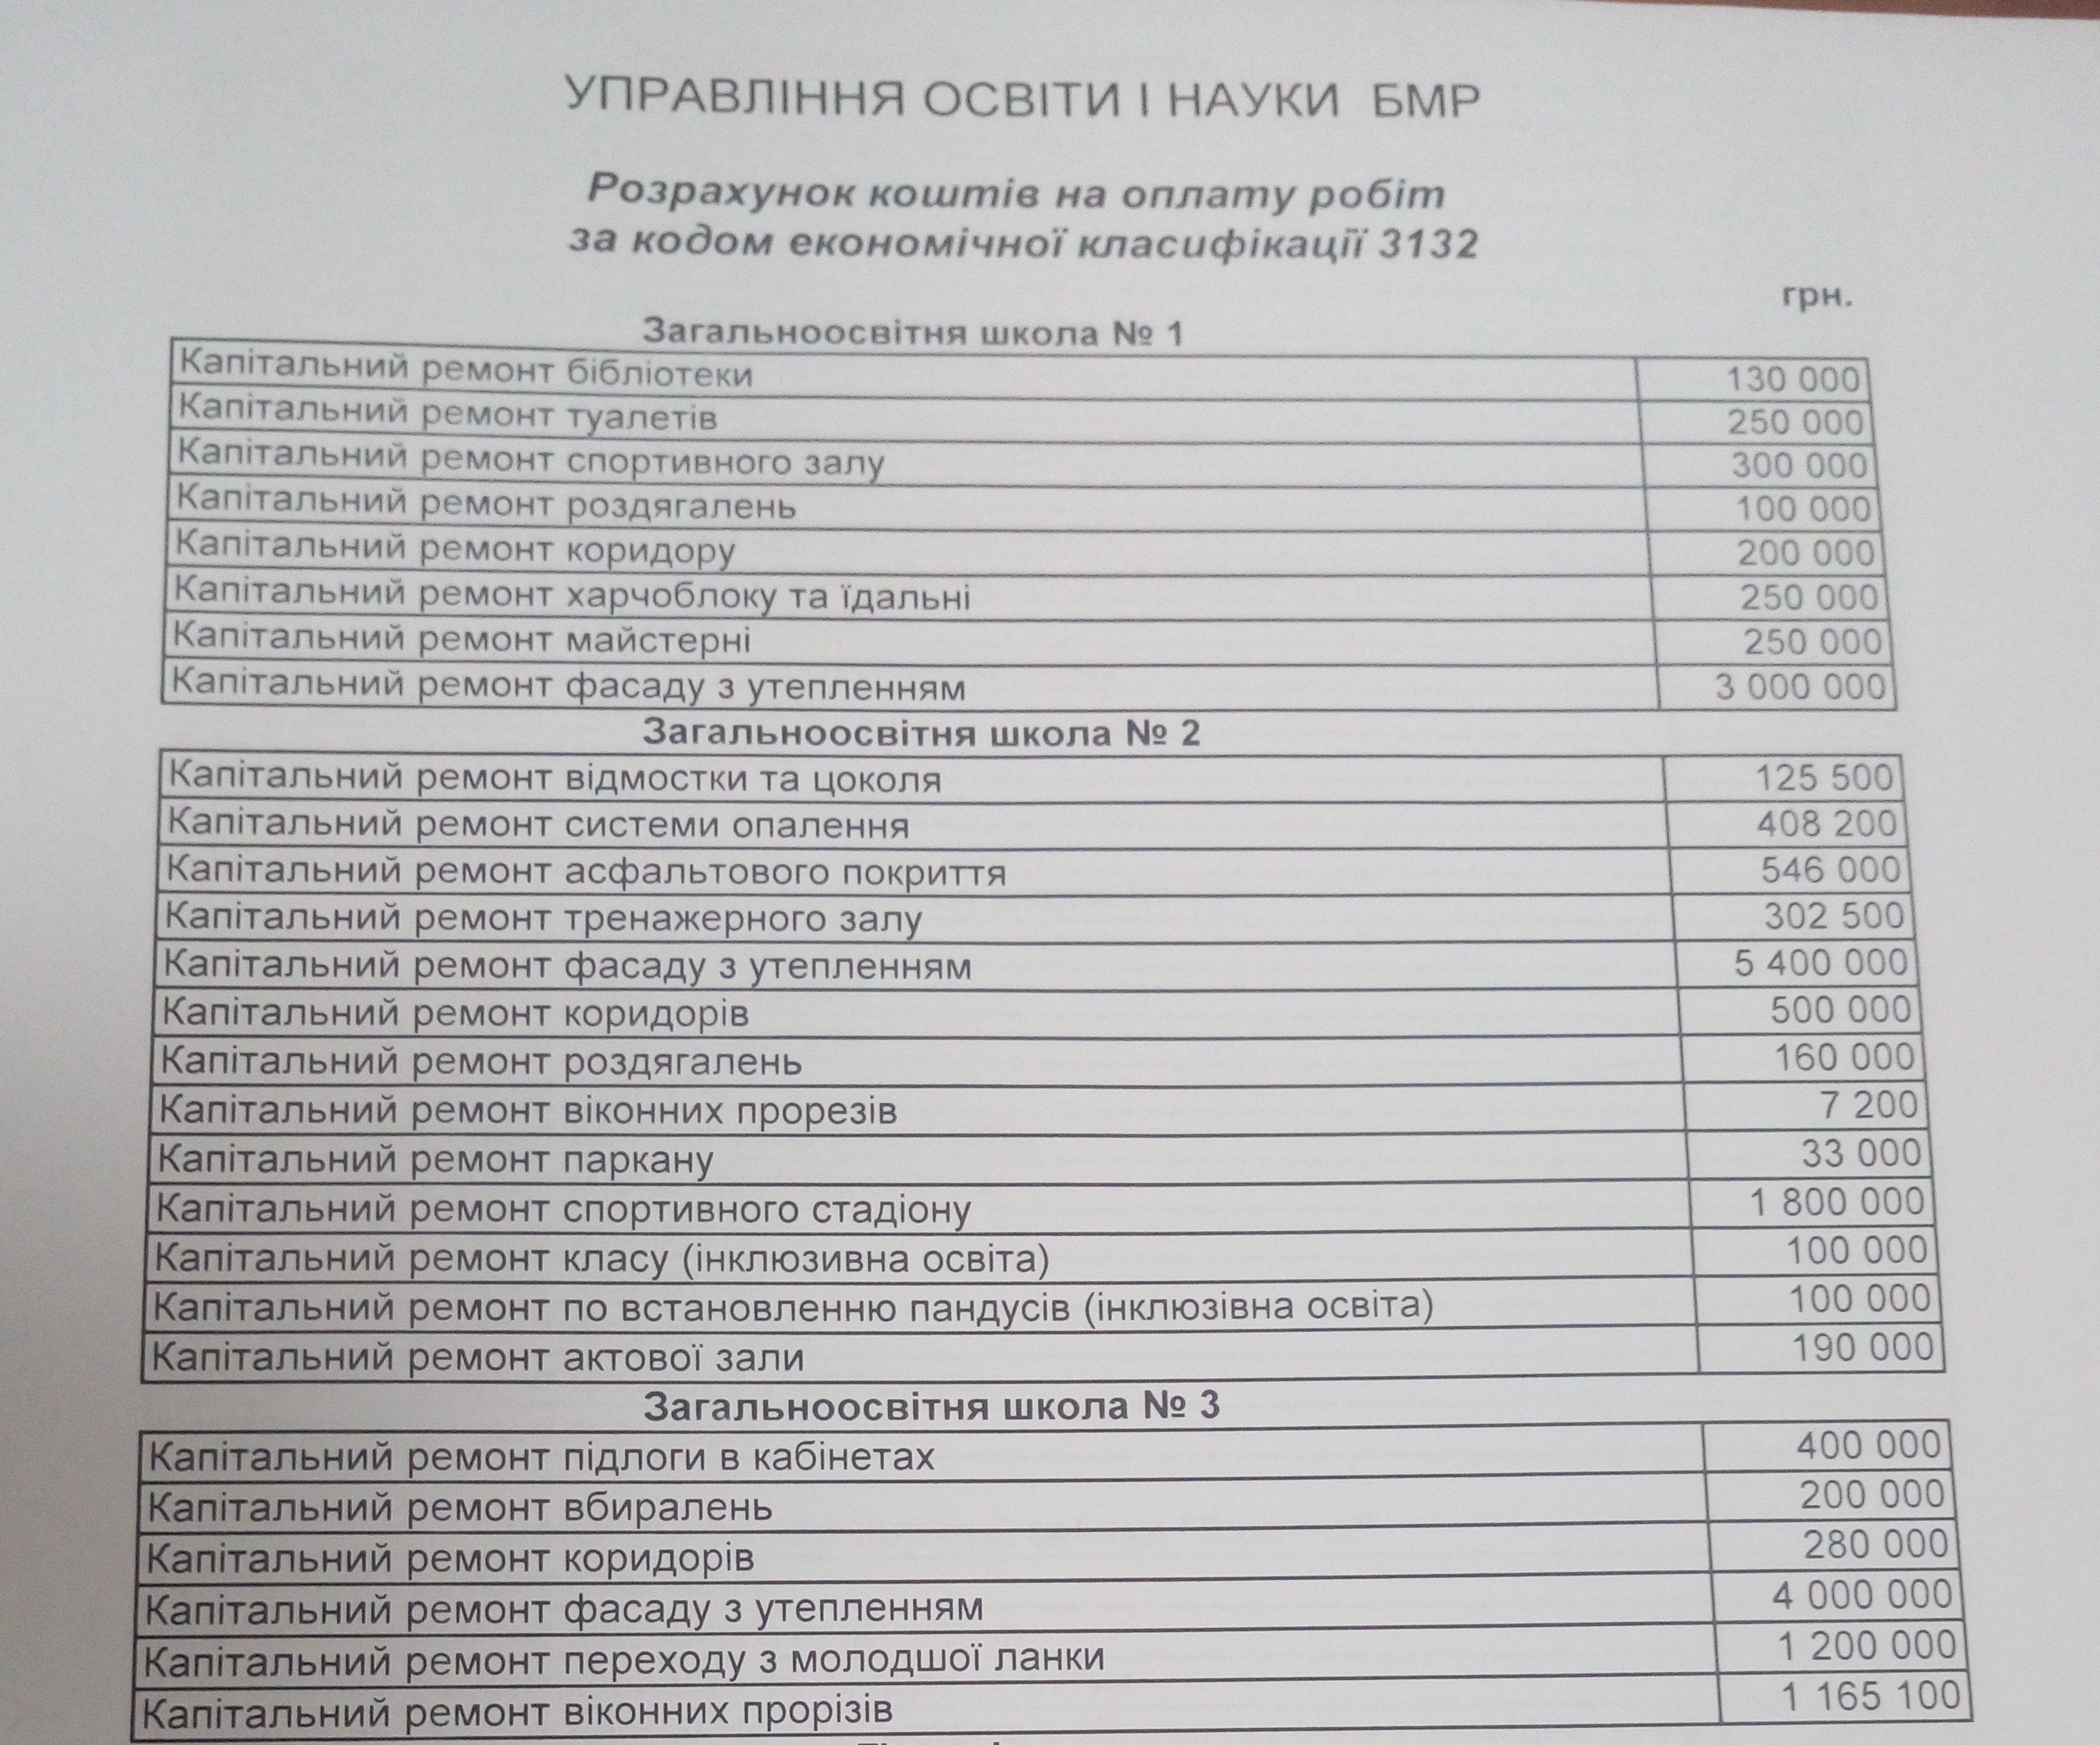 УПРАВЛІННЯ ОСВІТИ І НАУКИ БМР
Розрахунок коштів на оплату робіт
за кодом економічної класифікації 3132
грн.
Загальноосвітня школа № 1
Капітальний ремонт бібліотеки 130 000
Капітальний ремонт туалетів 250 000
Капітальний ремонт спортивного залу 300 000
Капітальний ремонт роздягалень 100 000
Капітальний ремонт коридору 200 000
Капітальний ремонт харчоблоку та їдальні 250 000
Капітальний ремонт майстерні 250 000
Капітальний ремонт фасаду з утепленням 3 000 000
Загальноосвітня школа № 2
Капітальний ремонт відмостки та цоколя 125 500
Капітальний ремонт системи опалення 408 200
Капітальний ремонт асфальтового покриття 546 000
Капітальний ремонт тренажерного залу 302 500
Капітальний ремонт фасаду з утепленням 5 400 000
Капітальний ремонт коридорів 500 000
Капітальний ремонт роздягалень 160 000
Капітальний ремонт віконних прорезів 7 200
Капітальний ремонт паркану 33 000
Капітальний ремонт спортивного стадіону 1 800 000
Капітальний ремонт класу (інклюзивна освіта) 100 000
Капітальний ремонт по встановленню пандусів (інклюзівна освіта) 100 000
Капітальний ремонт актової зали 190 000
Загальноосвітня школа № 3
Капітальний ремонт підлоги в кабінетах 400 000
Капітальний ремонт вбиралень 200 000
Капітальний ремонт коридорів 280 000
Капітальний ремонт фасаду з утепленням 4 000 000
Капітальний ремонт переходу з молодшої ланки 1 200 000
Капітальний ремонт віконних прорізів 1 165 100